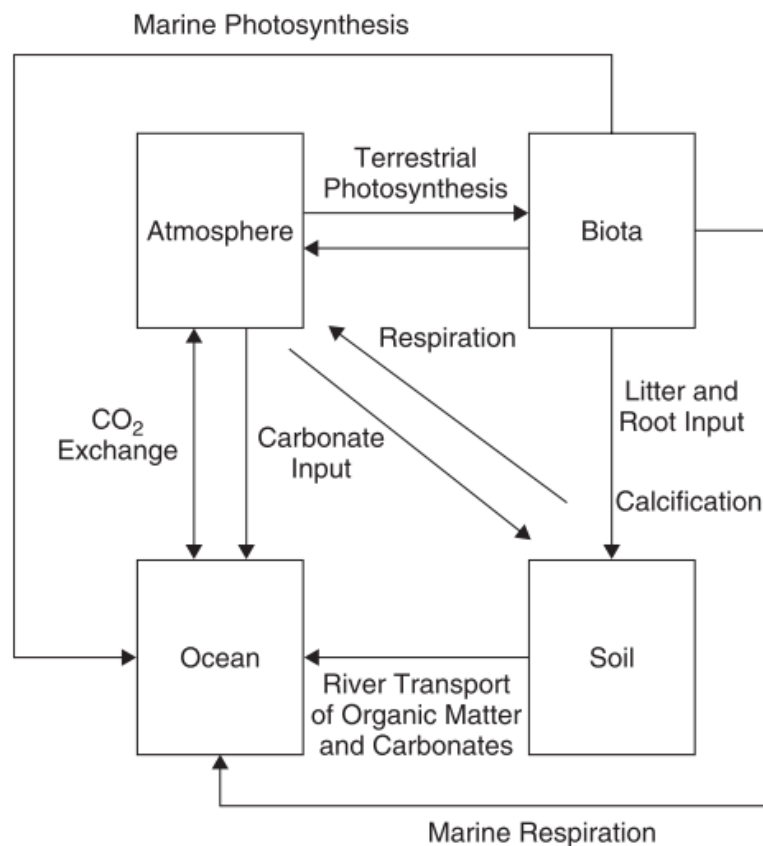 Marine Photosynthesis
Terrestrial
Photosynthesis
Atmosphere
Biota
Respiration
Litter and
Root Input
CO₂
Exchange
Carbonate
Input
Calcification
Ocean
Soil
River Transport
of Organic Matter
and Carbonates
Marine Respiration